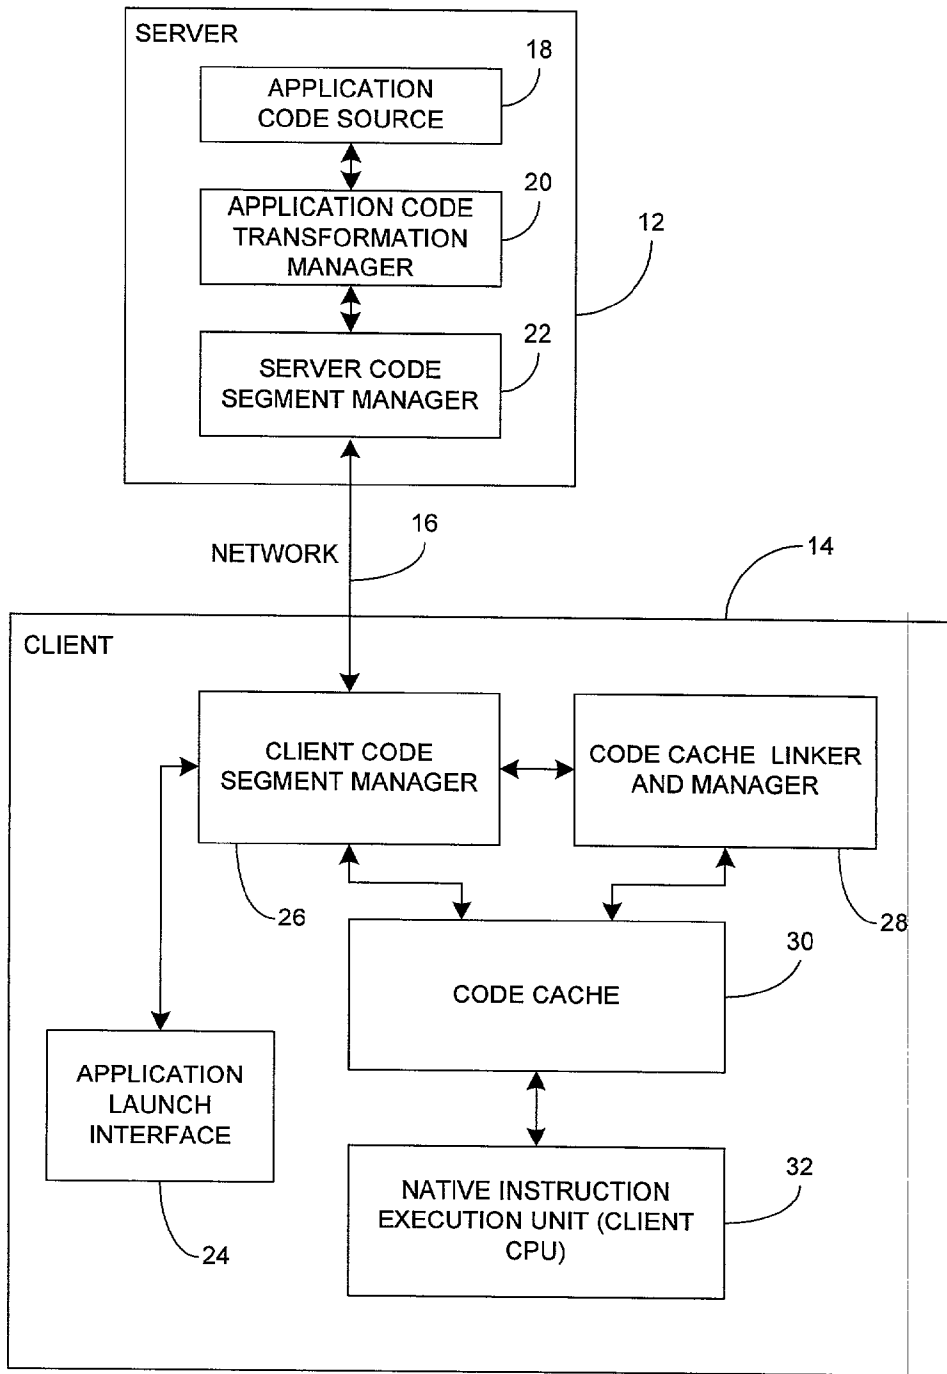 SERVER
18
APPLICATION
CODE SOURCE
20
APPLICATION CODE
TRANSFORMATION
MANAGER
12
22
SERVER CODE
SEGMENT MANAGER
16
NETWORK
14
CLIENT
CLIENT CODE
SEGMENT MANAGER
CODE CACHE LINKER
AND MANAGER
26
28
30
CODE CACHE
APPLICATION
LAUNCH
INTERFACE
32
NATIVE INSTRUCTION
EXECUTION UNIT (CLIENT
CPU)
24